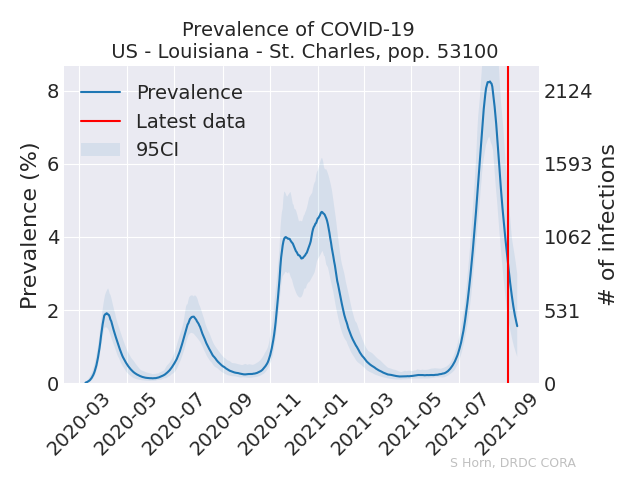 Prevalence of COVID-19
US - Louisiana - St. Charles, pop. 53100
Prevalence
Latest data
95CI
Prevalence (%)
8
6
4
2
0
2124
1593
1062
531
0
# of infections
2020-03
2020-05
2020-07
2020-09
2020-11
2021-01
2021-03
2021-05
2021-07
2021-09
S Horn, DRDC CORA